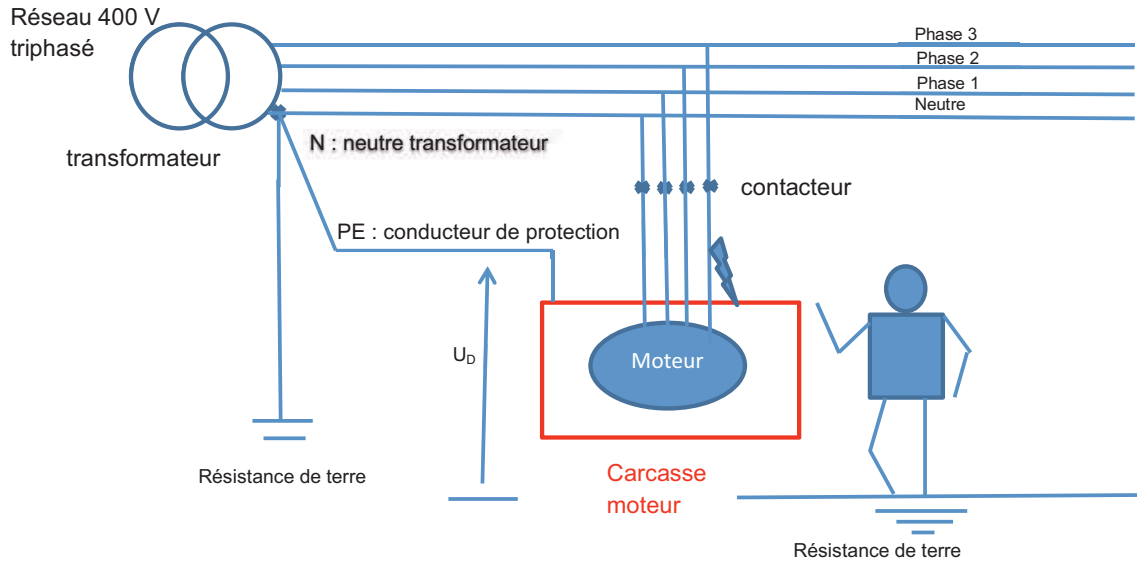 Réseau 400 V
triphasé
Phase 3
Phase 2
Phase 1
Neutre
N : neutre transformateur
transformateur
contacteur
PE : conducteur de protection
U_D
Moteur
Résistance de terre
Carcasse
moteur
Résistance de terre